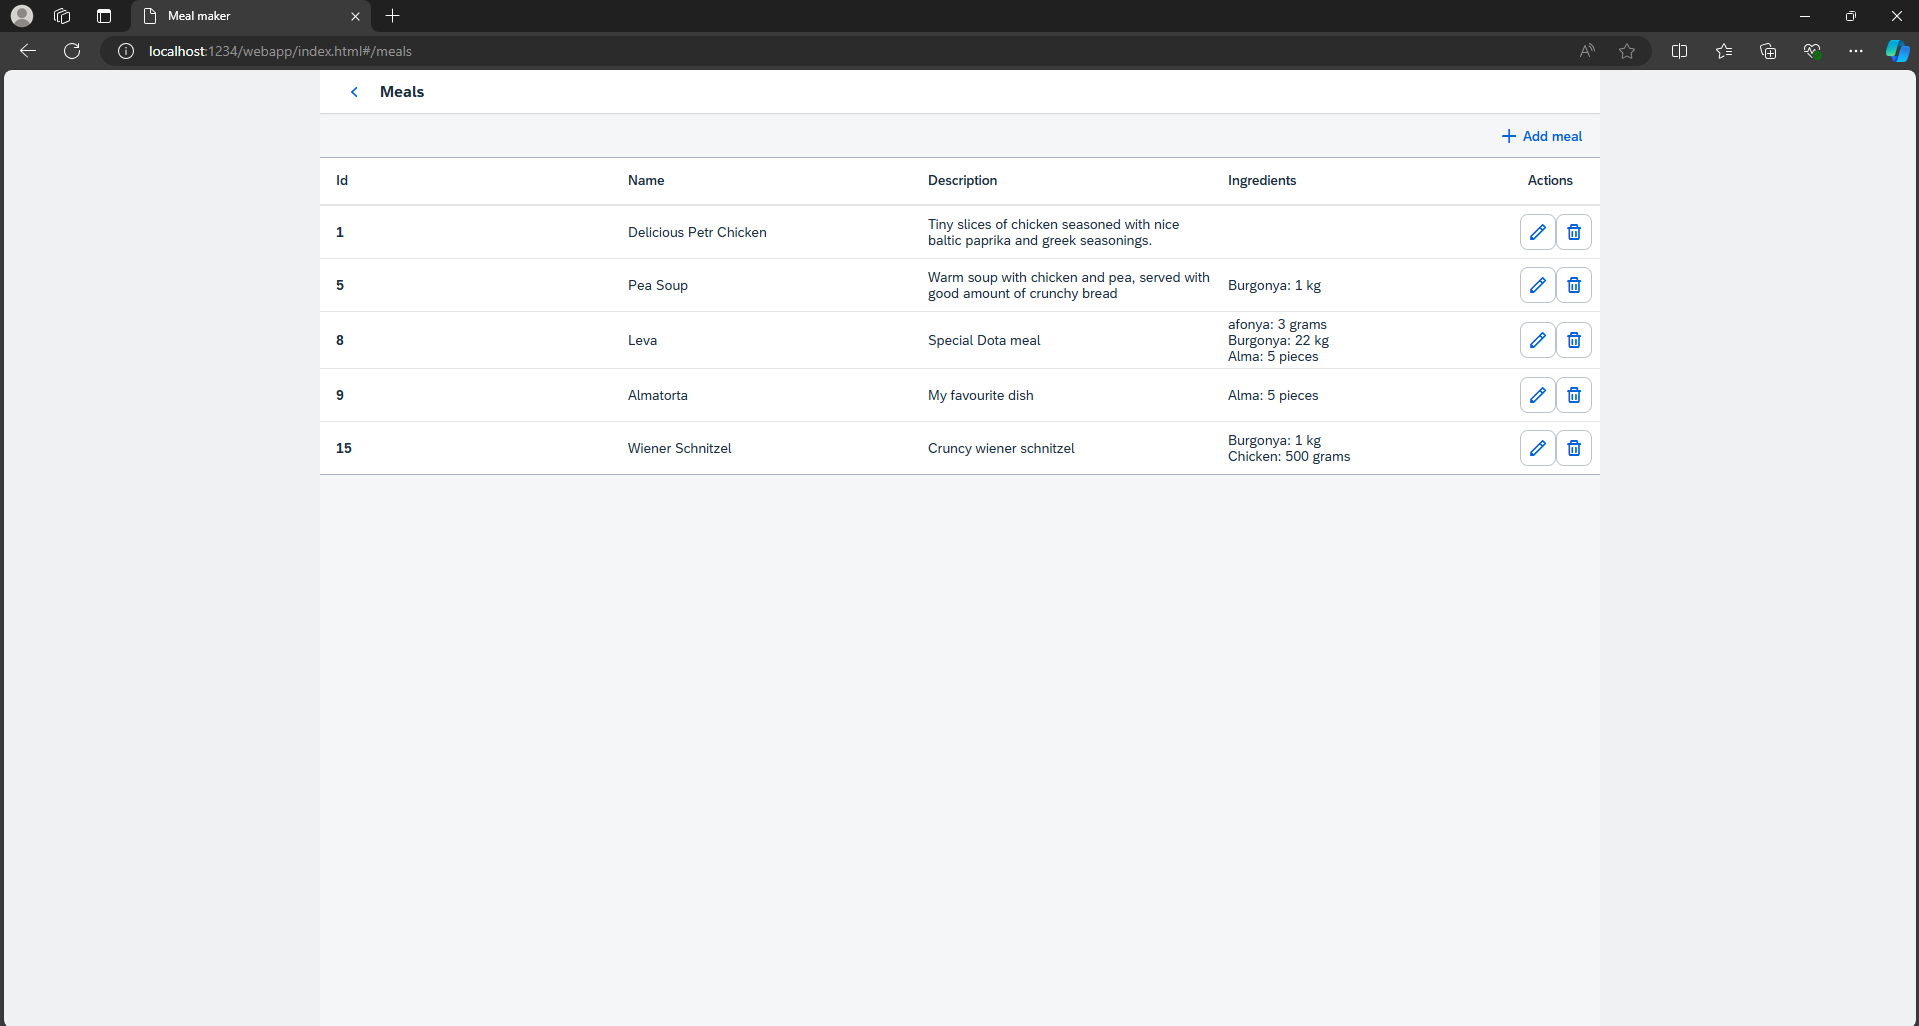 Meal maker
localhost:1234/webapp/index.html#/meals
Meals
Add meal
Id Name Description Ingredients Actions
1 Delicious Petr Chicken Tiny slices of chicken seasoned with nice
baltic paprika and greek seasonings.
5 Pea Soup Warm soup with chicken and pea, served with
good amount of crunchy bread
Burgonya: 1 kg
8 Leva Special Dota meal
afonya: 3 grams
Burgonya: 22 kg
Alma: 5 pieces
9 Almatorta My favourite dish Alma: 5 pieces
15 Wiener Schnitzel Cruncy wiener schnitzel
Burgonya: 1 kg
Chicken: 500 grams